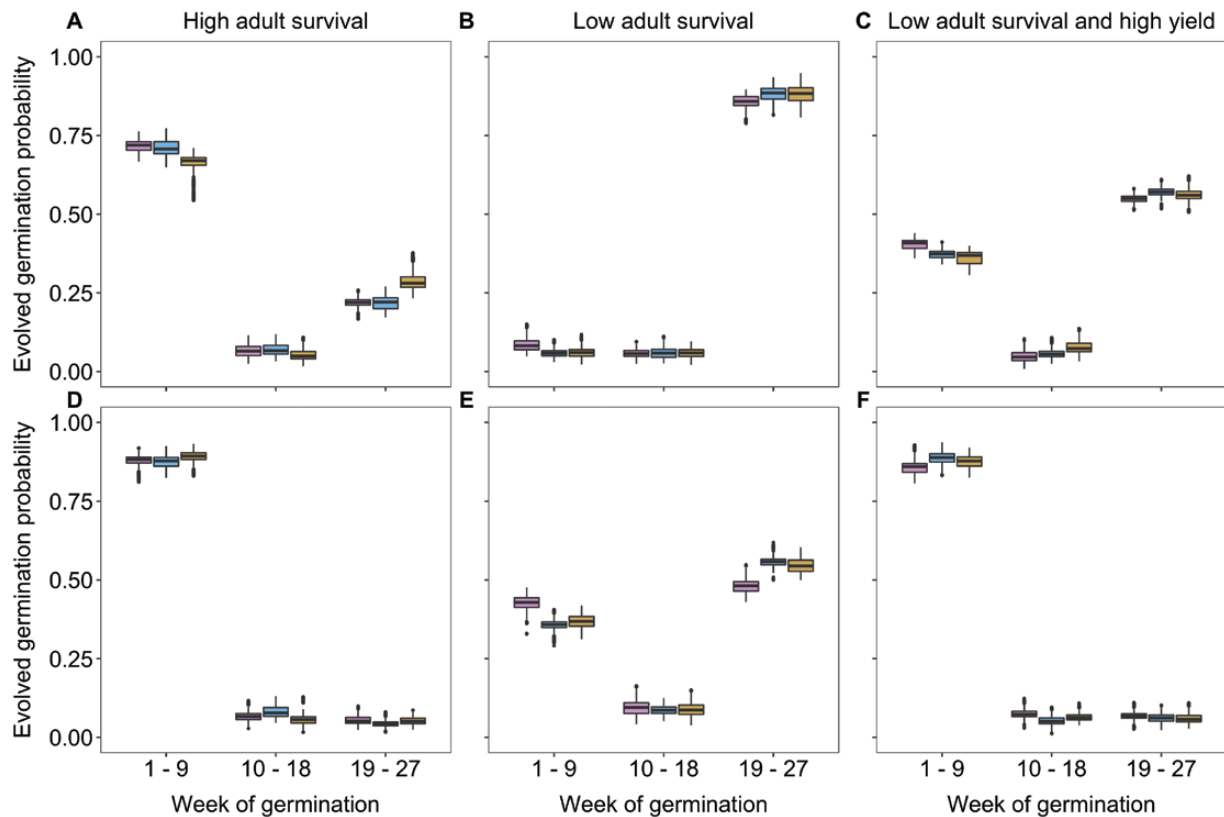 A High adult survival B Low adult survival C Low adult survival and high yield
Evolved germination probability
1.00
0.75
0.50
0.25
0.00
D E F
Evolved germination probability
1.00
0.75
0.50
0.25
0.00
1 - 9 10 - 18 19 - 27 1 - 9 10 - 18 19 - 27 1 - 9 10 - 18 19 - 27
Week of germination Week of germination Week of germination